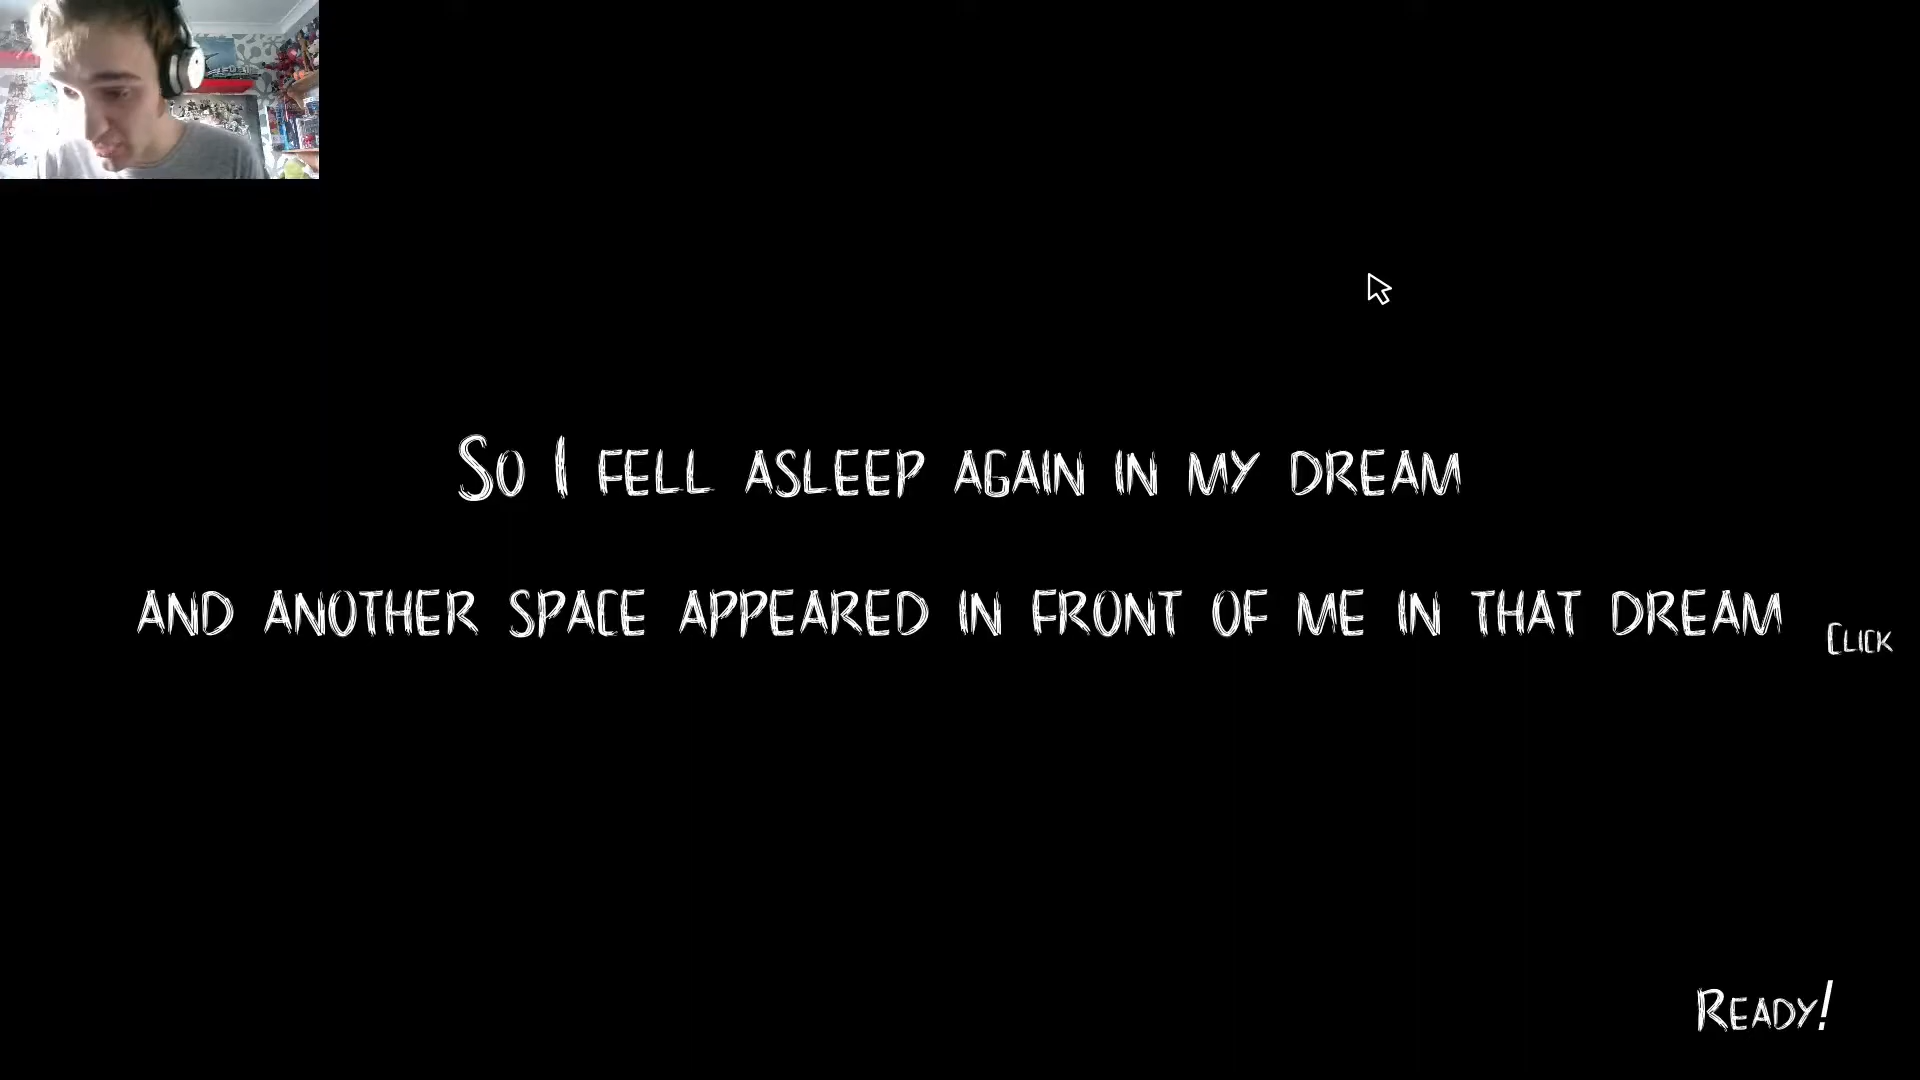 So I fell asleep again in my dream
and another space appeared in front of me in that dream
Click
Ready!